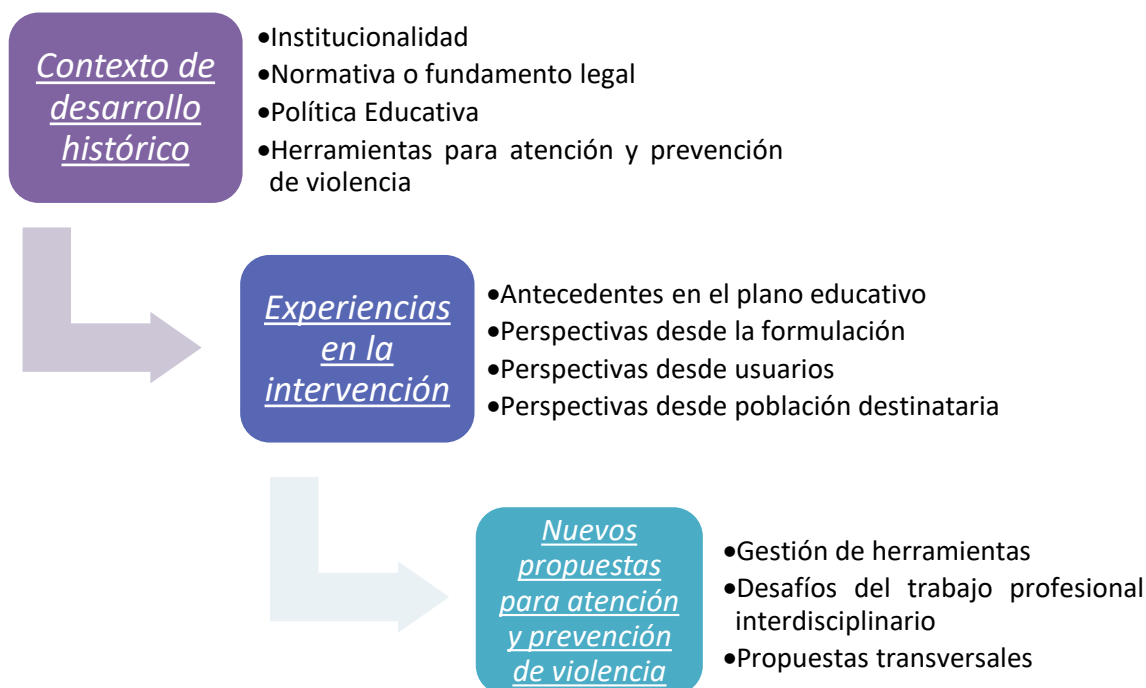 Contexto de
desarrollo
histórico
•Institucionalidad
•Normativa o fundamento legal
•Política Educativa
•Herramientas para atención y prevención
de violencia
Experiencias
en la
intervención
•Antecedentes en el plano educativo
•Perspectivas desde la formulación
•Perspectivas desde usuarios
•Perspectivas desde población destinataria
Nuevos
propuestas
para atención
y prevención
de violencia
•Gestión de herramientas
•Desafíos del trabajo profesional
interdisciplinario
•Propuestas transversales